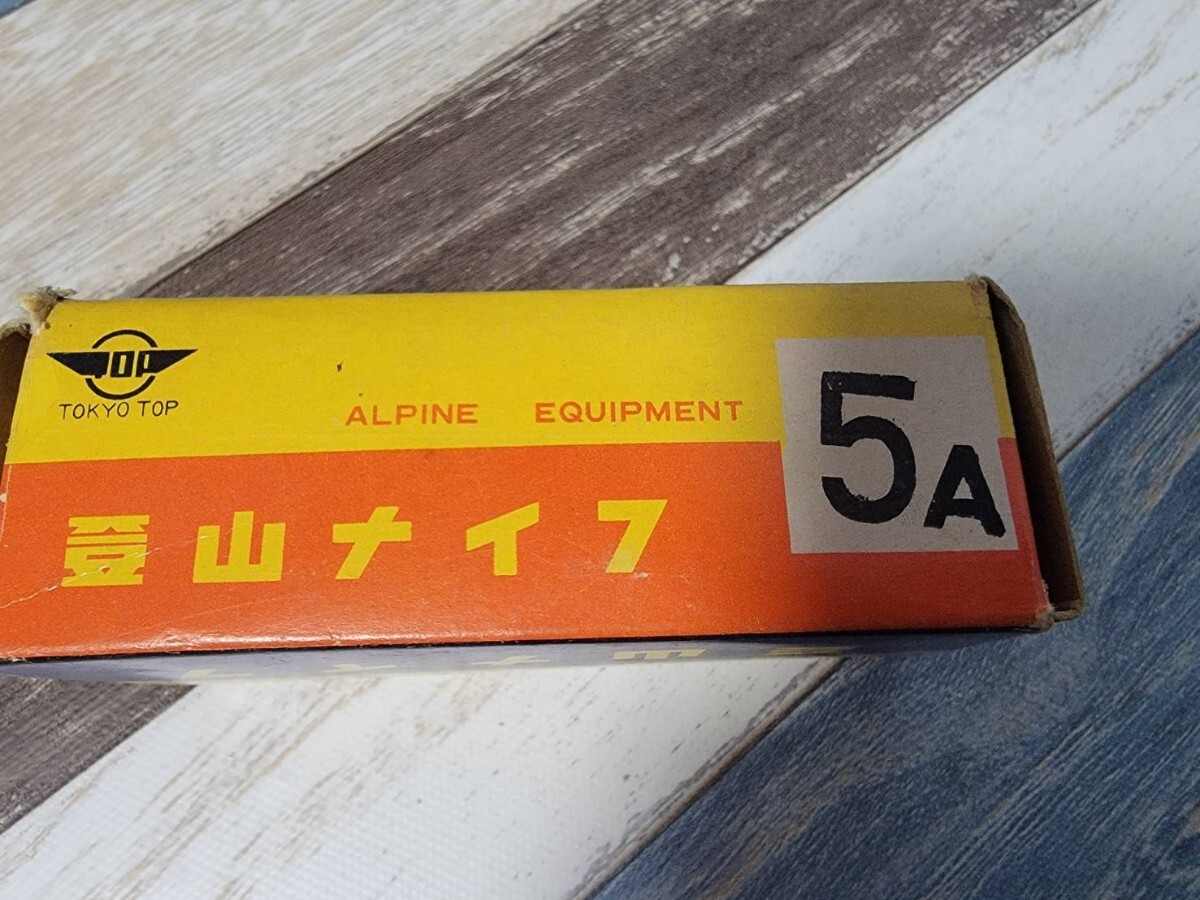 TOP
TOKYO TOP
ALPINE EQUIPMENT
5A
登山ナイフ